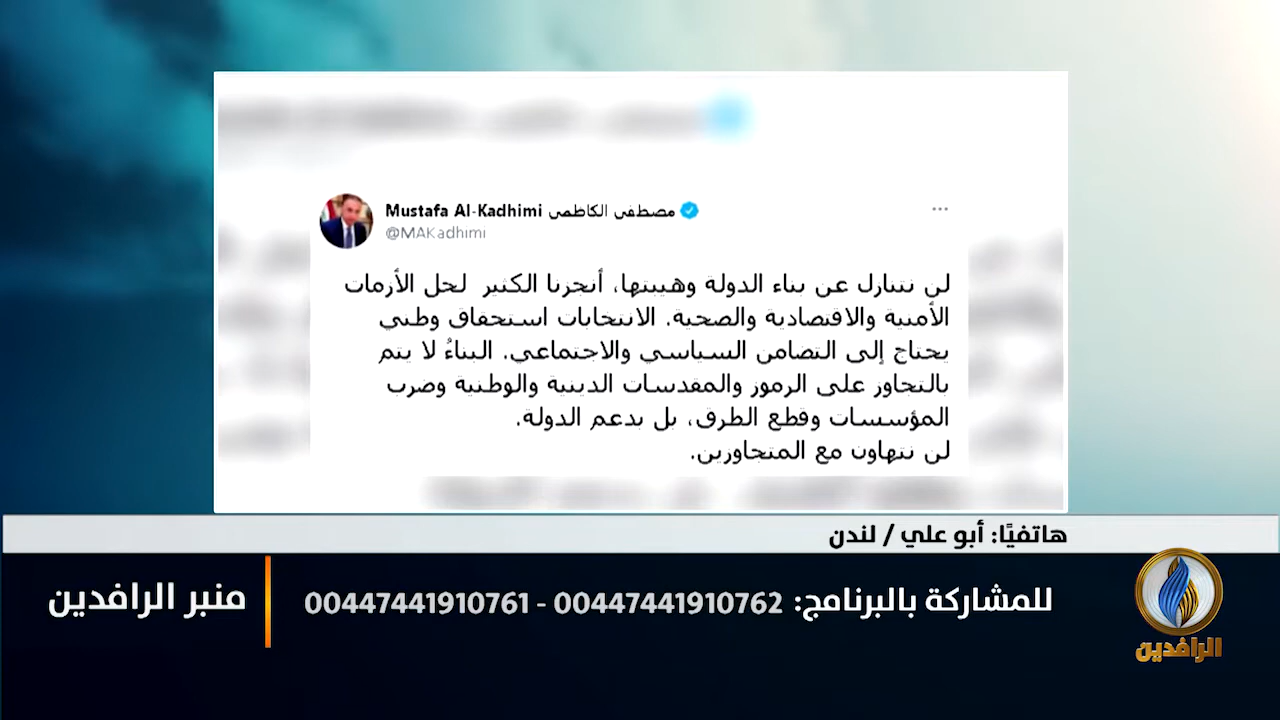 Mustafa Al-Kadhimi مصطفى الكاظمي
@MAKadhimi
لن نتنازل عن بناء الدولة وهيبتها، أنجزنا الكثير لحل الأزمات
الأمنية والاقتصادية والصحية. الانتخابات استحقاق وطني
يحتاج إلى التضامن السياسي والاجتماعي. البناءُ لا يتم
بالتجاوز على الرموز والمقدسات الدينية والوطنية وضرب
المؤسسات وقطع الطرق، بل بدعم الدولة.
لن نتهاون مع المتجاوزين.
هاتفيًا: أبو علي / لندن
للمشاركة بالبرنامج: 00447441910762 - 00447441910761
منبر الرافدين
الرافدين